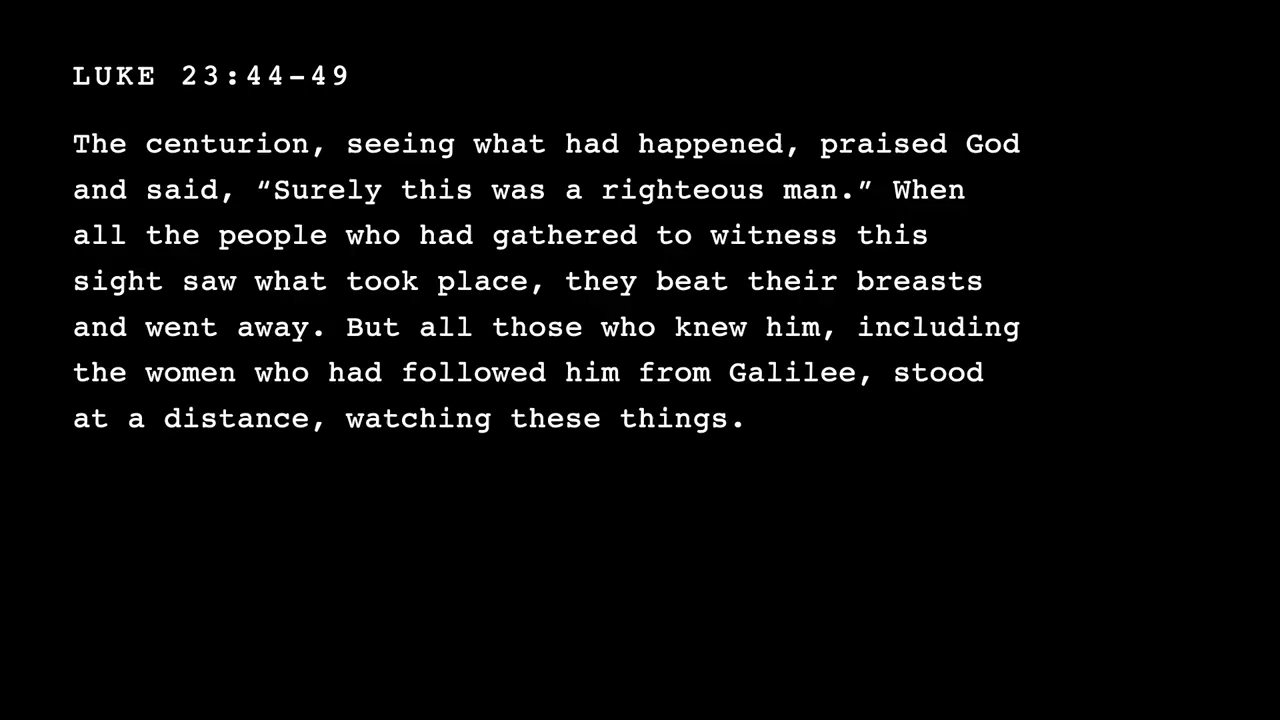 LUKE 23:44-49
The centurion, seeing what had happened, praised God
and said, “Surely this was a righteous man.” When
all the people who had gathered to witness this
sight saw what took place, they beat their breasts
and went away. But all those who knew him, including
the women who had followed him from Galilee, stood
at a distance, watching these things.